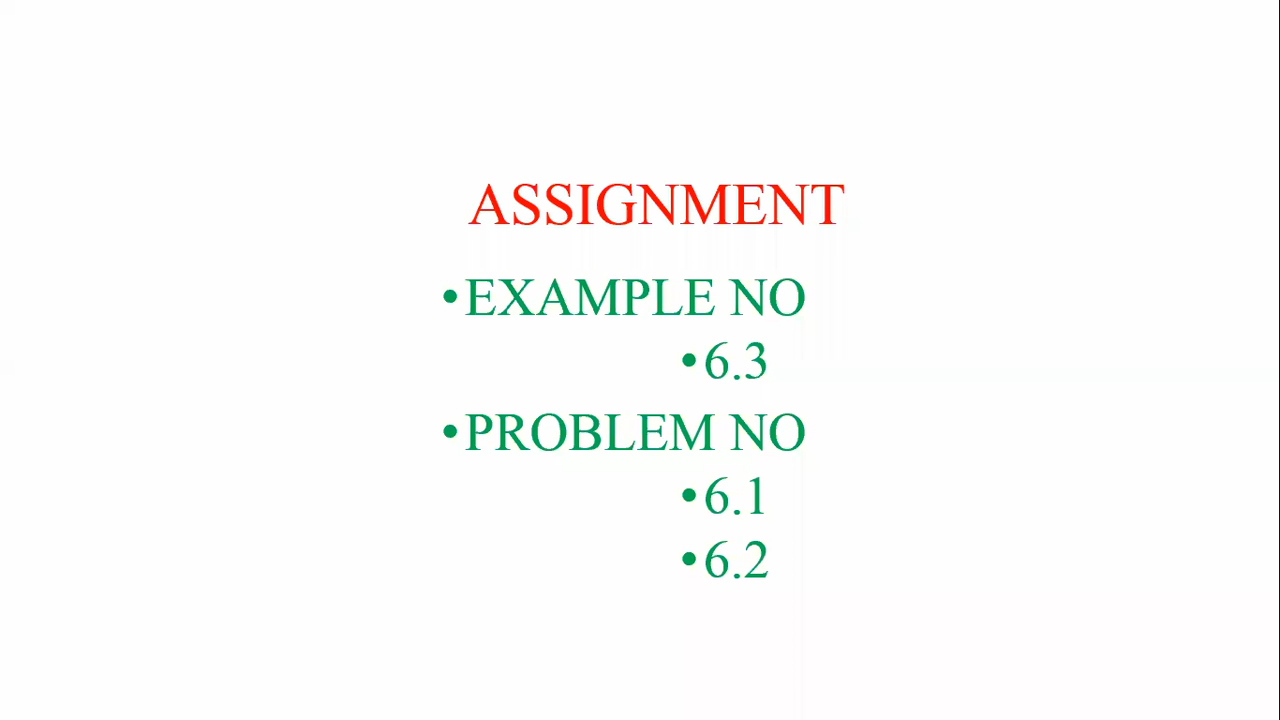 ASSIGNMENT
•EXAMPLE NO
•6.3
•PROBLEM NO
•6.1
•6.2